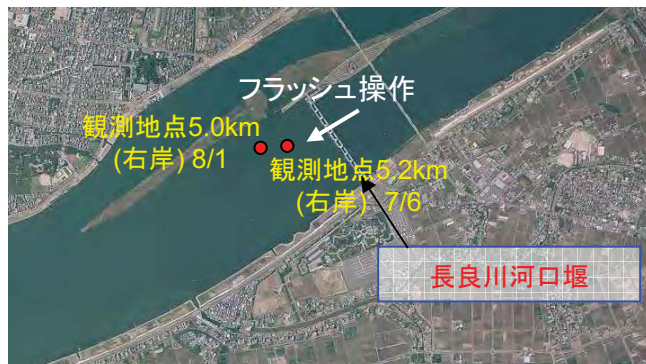 フラッシュ操作
観測地点5.0km
(右岸) 8/1
観測地点5.2km
(右岸) 7/6
長良川河口堰